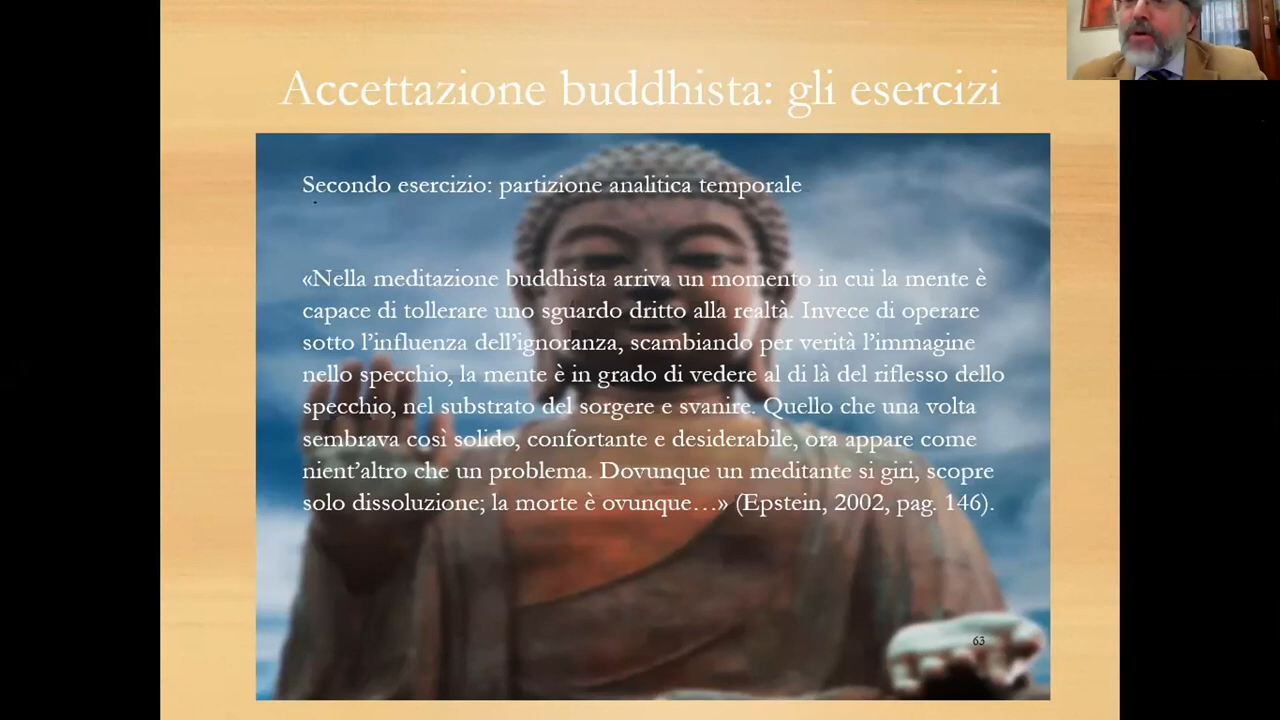 Accettazione buddhista: gli esercizi
Secondo esercizio: partizione analitica temporale
«Nella meditazione buddhista arriva un momento in cui la mente è
capace di tollerare uno sguardo dritto alla realtà. Invece di operare
sotto l’influenza dell’ignoranza, scambiando per verità l’immagine
nello specchio, la mente è in grado di vedere al di là del riflesso dello
specchio, nel substrato del sorgere e svanire. Quello che una volta
sembrava così solido, confortante e desiderabile, ora appare come
nient’altro che un problema. Dovunque un meditante si giri, scopre
solo dissoluzione; la morte è ovunque…» (Epstein, 2002, pag. 146).
63